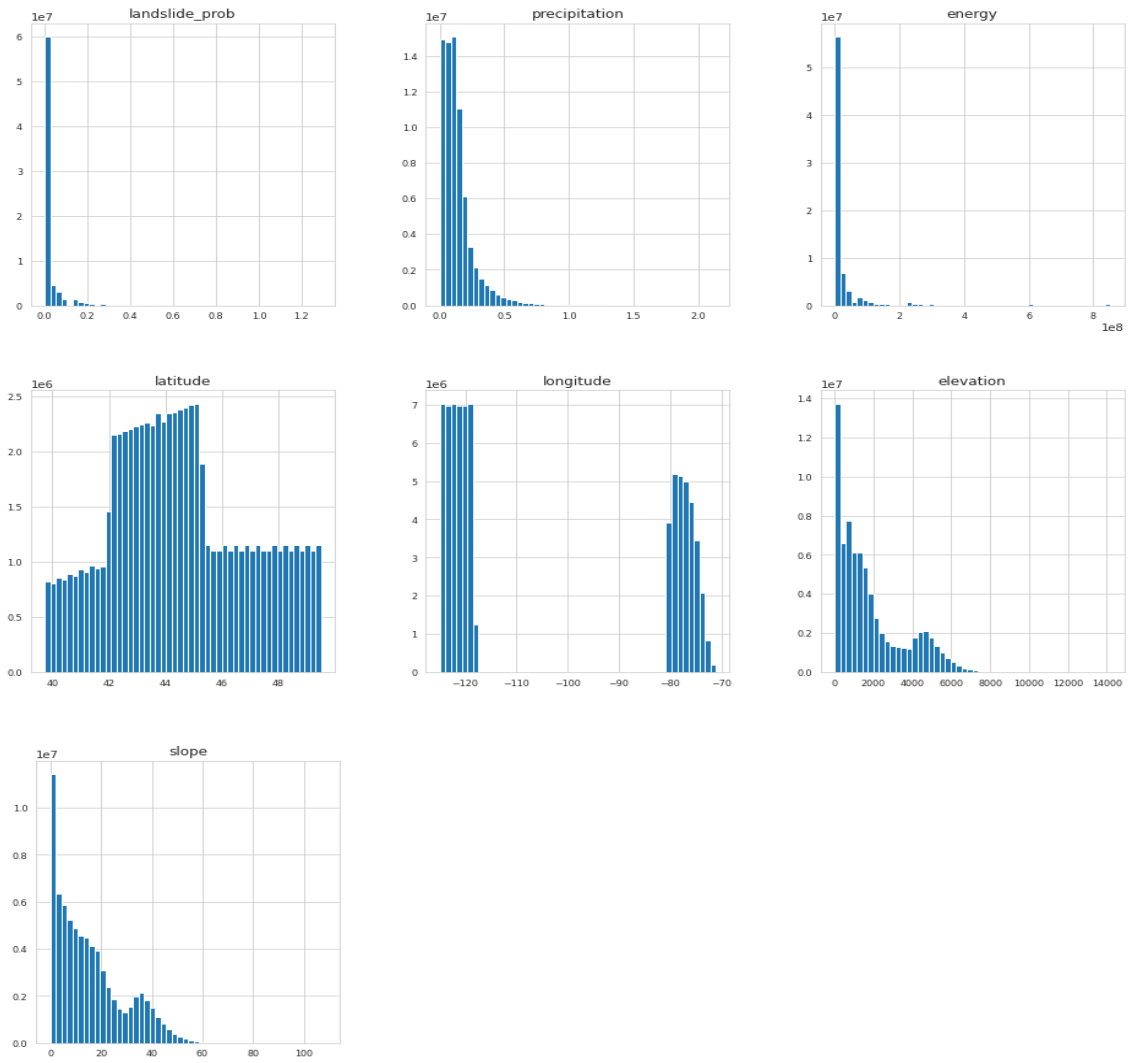 landslide_prob
1e7
6
5
4
3
2
1
0
0.0 0.2 0.4 0.6 0.8 1.0 1.2
precipitation
1e7
1.4
1.2
1.0
0.8
0.6
0.4
0.2
0.0
0.0 0.5 1.0 1.5 2.0
energy
1e7
5
4
3
2
1
0
0 2 4 6 8
1e8
latitude
1e6
2.5
2.0
1.5
1.0
0.5
0.0
40 42 44 46 48
longitude
1e6
7
6
5
4
3
2
1
0
−120 −110 −100 −90 −80 −70
elevation
1e7
1.4
1.2
1.0
0.8
0.6
0.4
0.2
0.0
0 2000 4000 6000 8000 10000 12000 14000
slope
1e7
1.0
0.8
0.6
0.4
0.2
0.0
0 20 40 60 80 100